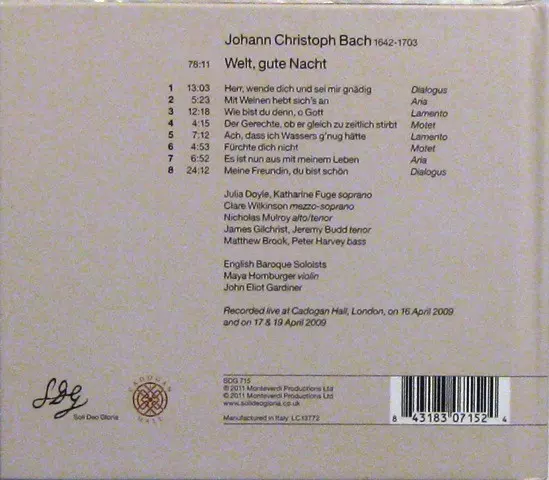 Johann Christoph Bach 1642-1703
78:11 Welt, gute Nacht
1 13:03 Herr, wende dich und sei mir gnädig Dialogus
2 5:23 Mit Weinen hebt sich's an Aria
3 12:18 Wie bist du denn, o Gott Lamento
4 4:15 Der Gerechte, ob er gleich zu zeitlich stirbt Motet
5 7:12 Ach, dass ich Wassers g'nug hätte Lamento
6 4:53 Fürchte dich nicht Motet
7 6:52 Es ist nun aus mit meinem Leben Aria
8 24:12 Meine Freundin, du bist schön Dialogus
Julia Doyle, Katharine Fuge soprano
Clare Wilkinson mezzo-soprano
Nicholas Mulroy alto/tenor
James Gilchrist, Jeremy Budd tenor
Matthew Brook, Peter Harvey bass
English Baroque Soloists
Maya Homburger violin
John Eliot Gardiner
Recorded live at Cadogan Hall, London, on 16 April 2009
and on 17 & 19 April 2009
SDG
Soli Deo Gloria
CADOGAN
HALL
SDG 715
℗ 2011 Monteverdi Productions Ltd
© 2011 Monteverdi Productions Ltd
www.solideogloria.co.uk
Manufactured in Italy LC13772
8 43183 07152 4